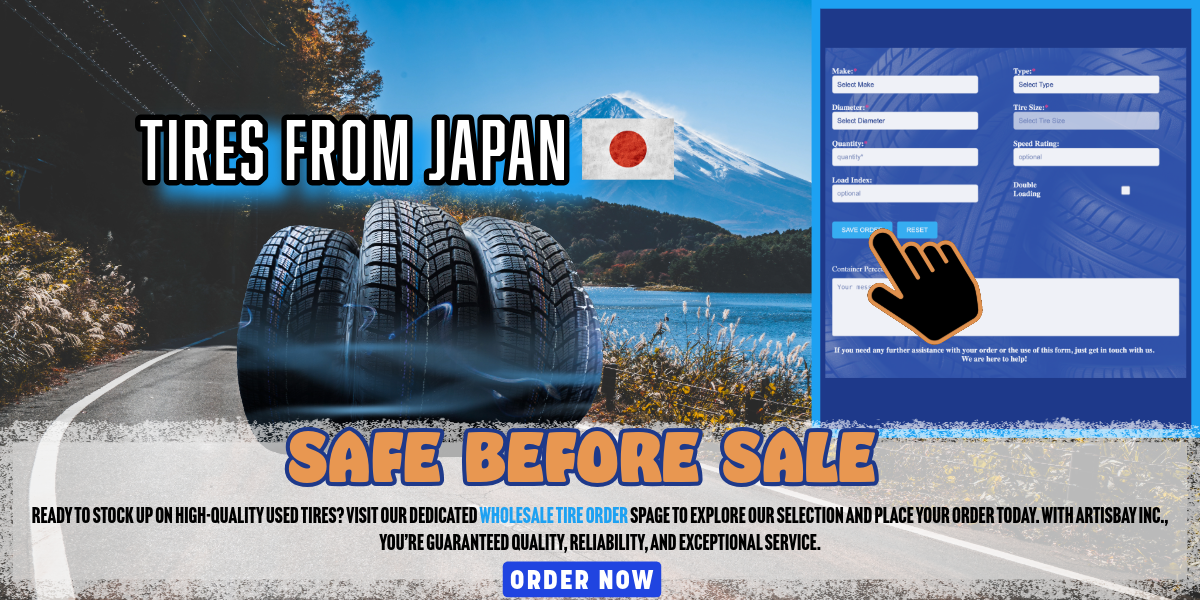 TIRES FROM JAPAN
Make:*
Type:*
Select Make
Select Type
Diameter:*
Tire Size:*
Select Diameter
Select Tire Size
Quantity:*
Speed Rating:
quantity*
optional
Load Index:
Double
Loading
optional
SAVE ORDER
RESET
Container
Your
If you need any further assistance with your order or the use of this form, just get in touch with us.
We are here to help!
SAFE BEFORE SALE
READY TO STOCK UP ON HIGH-QUALITY USED TIRES? VISIT OUR DEDICATED WHOLESALE TIRE ORDER SPAGE TO EXPLORE OUR SELECTION AND PLACE YOUR ORDER TODAY. WITH ARTISBAY INC.,
YOU'RE GUARANTEED QUALITY, RELIABILITY, AND EXCEPTIONAL SERVICE.
ORDER NOW